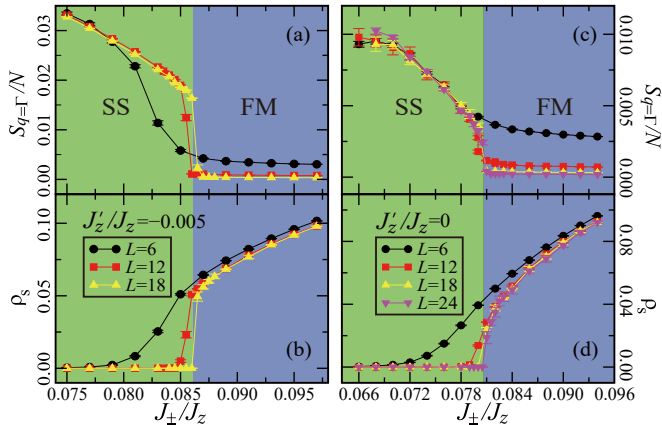 0.03
0.02
0.01
0.00
S_{q=Γ}/N
SS
FM
(a)
0.010
0.005
0.000
S_{q=Γ}/N
SS
FM
(c)
0.10
0.05
0.00
ρ_s
J'_z/J_z=−0.005
L=6
L=12
L=18
(b)
0.08
0.04
0.00
ρ_s
J'_z/J_z=0
L=6
L=12
L=18
L=24
(d)
0.075 0.080 0.085 0.090 0.095
J_±/J_z
0.066 0.072 0.078 0.084 0.090 0.096
J_±/J_z